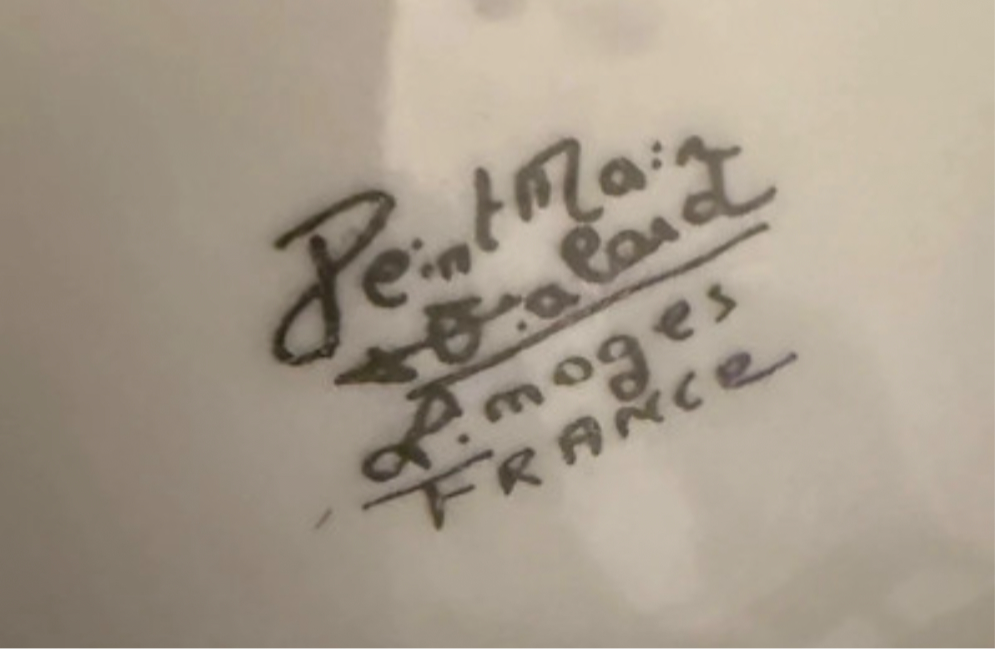 Peint Main
Limoges
FRANCe